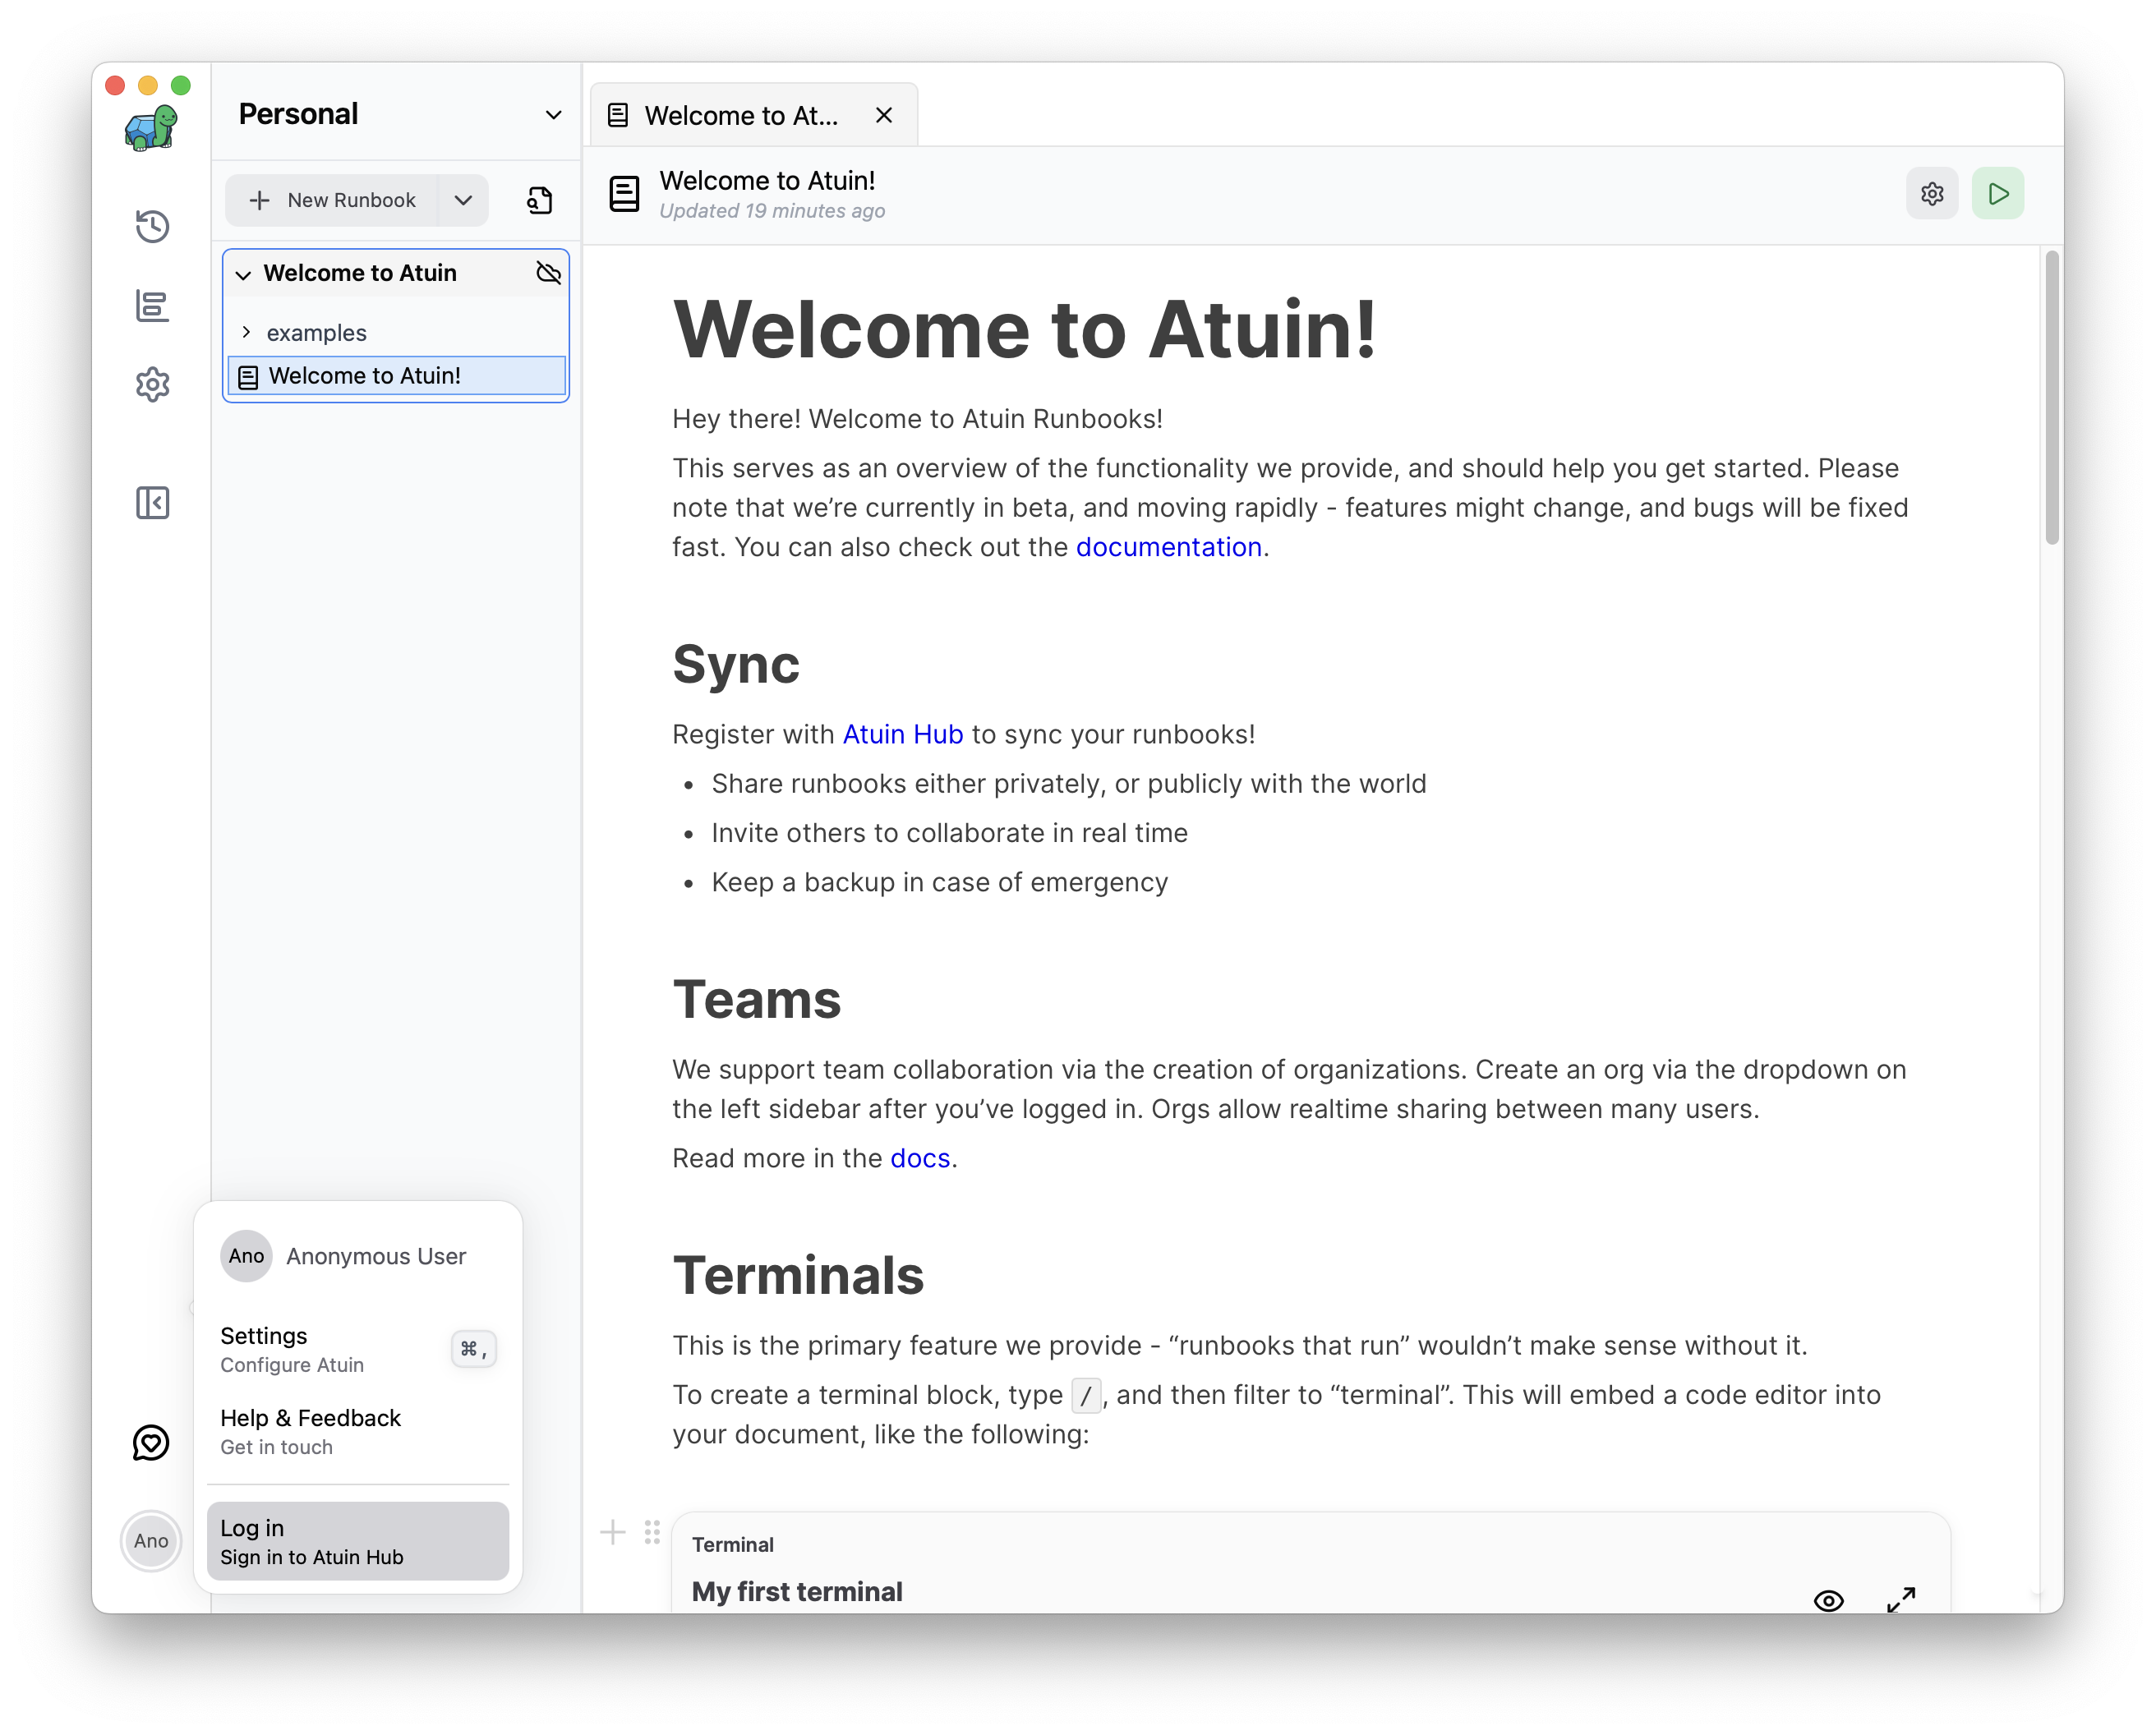 Personal
New Runbook
Welcome to Atuin
examples
Welcome to Atuin!
Welcome to At...
Welcome to Atuin!
Updated 19 minutes ago
Welcome to Atuin!
Hey there! Welcome to Atuin Runbooks!
This serves as an overview of the functionality we provide, and should help you get started. Please
note that we’re currently in beta, and moving rapidly - features might change, and bugs will be fixed
fast. You can also check out the documentation.
Sync
Register with Atuin Hub to sync your runbooks!
• Share runbooks either privately, or publicly with the world
• Invite others to collaborate in real time
• Keep a backup in case of emergency
Teams
We support team collaboration via the creation of organizations. Create an org via the dropdown on
the left sidebar after you’ve logged in. Orgs allow realtime sharing between many users.
Read more in the docs.
Terminals
This is the primary feature we provide - “runbooks that run” wouldn’t make sense without it.
To create a terminal block, type /, and then filter to “terminal”. This will embed a code editor into
your document, like the following:
Terminal
My first terminal
Ano Anonymous User
Settings ⌘ ,
Configure Atuin
Help & Feedback
Get in touch
Log in
Sign in to Atuin Hub
Ano